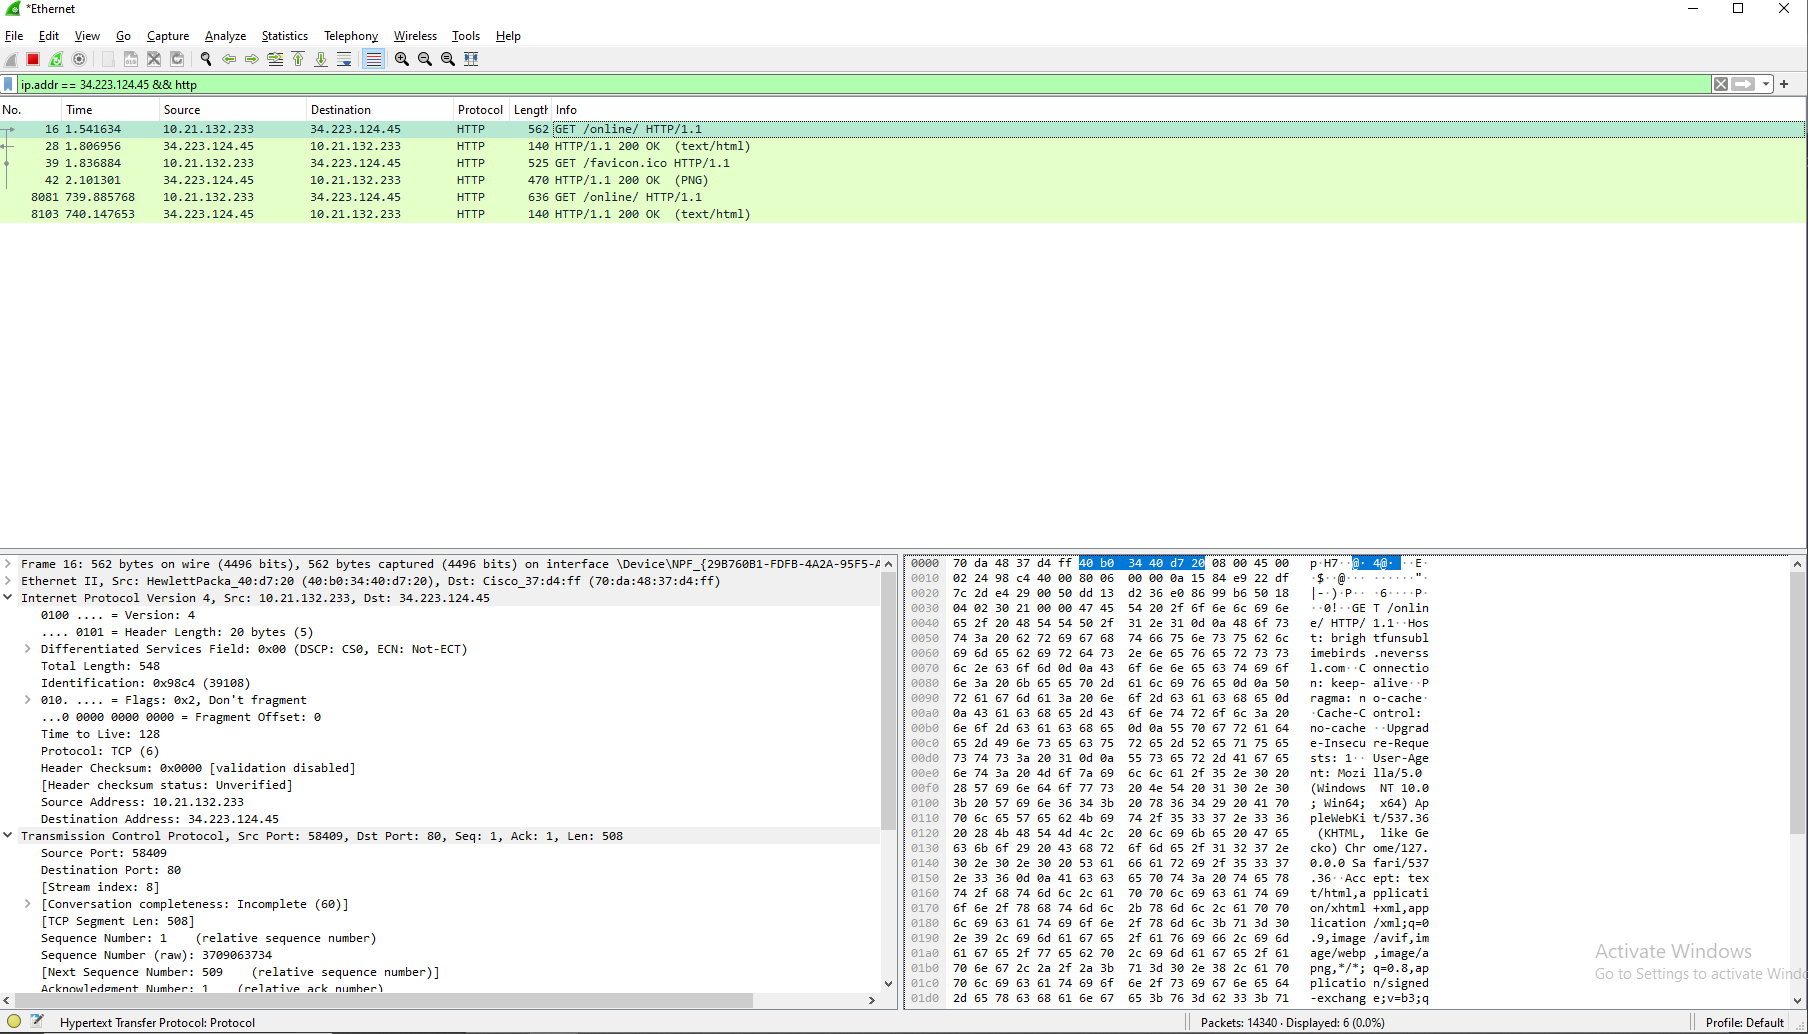 *Ethernet
File Edit View Go Capture Analyze Statistics Telephony Wireless Tools Help
ip.addr == 34.223.124.45 && http
No. Time Source Destination Protocol Length Info
16 1.541634 10.21.132.233 34.223.124.45 HTTP 562 GET /online/ HTTP/1.1
28 1.806956 34.223.124.45 10.21.132.233 HTTP 140 HTTP/1.1 200 OK (text/html)
39 1.836884 10.21.132.233 34.223.124.45 HTTP 525 GET /favicon.ico HTTP/1.1
42 2.101301 34.223.124.45 10.21.132.233 HTTP 470 HTTP/1.1 200 OK (PNG)
8081 739.885768 10.21.132.233 34.223.124.45 HTTP 636 GET /online/ HTTP/1.1
8103 740.147653 34.223.124.45 10.21.132.233 HTTP 140 HTTP/1.1 200 OK (text/html)
Frame 16: 562 bytes on wire (4496 bits), 562 bytes captured (4496 bits) on interface \Device\NPF_{29B760B1-FDFB-4A2A-95F5-A
Ethernet II, Src: HewlettPacka_40:d7:20 (40:b0:34:40:d7:20), Dst: Cisco_37:d4:ff (70:da:48:37:d4:ff)
Internet Protocol Version 4, Src: 10.21.132.233, Dst: 34.223.124.45
0100 .... = Version: 4
.... 0101 = Header Length: 20 bytes (5)
Differentiated Services Field: 0x00 (DSCP: CS0, ECN: Not-ECT)
Total Length: 548
Identification: 0x98c4 (39108)
010. .... = Flags: 0x2, Don't fragment
...0 0000 0000 0000 = Fragment Offset: 0
Time to Live: 128
Protocol: TCP (6)
Header Checksum: 0x0000 [validation disabled]
[Header checksum status: Unverified]
Source Address: 10.21.132.233
Destination Address: 34.223.124.45
Transmission Control Protocol, Src Port: 58409, Dst Port: 80, Seq: 1, Ack: 1, Len: 508
Source Port: 58409
Destination Port: 80
[Stream index: 8]
[Conversation completeness: Incomplete (60)]
[TCP Segment Len: 508]
Sequence Number: 1 (relative sequence number)
Sequence Number (raw): 3709063734
[Next Sequence Number: 509 (relative sequence number)]
Acknowledgment Number: 1 (relative ack number)
0000 70 da 48 37 d4 ff 40 b0 34 40 d7 20 08 00 45 00 p·H7··@· 4@· ··E·
0010 02 24 98 c4 40 00 80 06 00 00 0a 15 84 e9 22 df ·$··@··· ······"·
0020 7c 2d e4 29 00 50 dd 13 d2 36 e0 86 99 b6 50 18 |-·)·P·· ·6····P·
0030 04 02 30 21 00 00 47 45 54 20 2f 6f 6e 6c 69 6e ··0!··GE T /onlin
0040 65 2f 20 48 54 54 50 2f 31 2e 31 0d 0a 48 6f 73 e/ HTTP/ 1.1··Hos
0050 74 3a 20 62 72 69 67 68 74 66 75 6e 73 75 62 6c t: brigh tfunsubl
0060 69 6d 65 62 69 72 64 73 2e 6e 65 76 65 72 73 73 imebirds .neverss
0070 6c 2e 63 6f 6d 0d 0a 43 6f 6e 6e 65 63 74 69 6f l.com··C onnectio
0080 6e 3a 20 6b 65 65 70 2d 61 6c 69 76 65 0d 0a 50 n: keep- alive··P
0090 72 61 67 6d 61 3a 20 6e 6f 2d 63 61 63 68 65 0d ragma: n o-cache·
00a0 0a 43 61 63 68 65 2d 43 6f 6e 74 72 6f 6c 3a 20 ·Cache-C ontrol:
00b0 6e 6f 2d 63 61 63 68 65 0d 0a 55 70 67 72 61 64 no-cache ··Upgrad
00c0 65 2d 49 6e 73 65 63 75 72 65 2d 52 65 71 75 65 e-Insecu re-Reque
00d0 73 74 73 3a 20 31 0d 0a 55 73 65 72 2d 41 67 65 sts: 1·· User-Age
00e0 6e 74 3a 20 4d 6f 7a 69 6c 6c 61 2f 35 2e 30 20 nt: Mozi lla/5.0
00f0 28 57 69 6e 64 6f 77 73 20 4e 54 20 31 30 2e 30 (Windows NT 10.0
0100 3b 20 57 69 6e 36 34 3b 20 78 36 34 29 20 41 70 ; Win64; x64) Ap
0110 70 6c 65 57 65 62 4b 69 74 2f 35 33 37 2e 33 36 pleWebKi t/537.36
0120 20 28 4b 48 54 4d 4c 2c 20 6c 69 6b 65 20 47 65 (KHTML, like Ge
0130 63 6b 6f 29 20 43 68 72 6f 6d 65 2f 31 32 37 2e cko) Chr ome/127.
0140 30 2e 30 2e 30 20 53 61 66 61 72 69 2f 35 33 37 0.0.0 Sa fari/537
0150 2e 33 36 0d 0a 41 63 63 65 70 74 3a 20 74 65 78 .36··Acc ept: tex
0160 74 2f 68 74 6d 6c 2c 61 70 70 6c 69 63 61 74 69 t/html,a pplicati
0170 6f 6e 2f 78 68 74 6d 6c 2b 78 6d 6c 2c 61 70 70 on/xhtml +xml,app
0180 6c 69 63 61 74 69 6f 6e 2f 78 6d 6c 3b 71 3d 30 lication /xml;q=0
0190 2e 39 2c 69 6d 61 67 65 2f 61 76 69 66 2c 69 6d .9,image /avif,im
01a0 61 67 65 2f 77 65 62 70 2c 69 6d 61 67 65 2f 61 age/webp ,image/a
01b0 70 6e 67 2c 2a 2f 2a 3b 71 3d 30 2e 38 2c 61 70 png,*/*; q=0.8,ap
01c0 70 6c 69 63 61 74 69 6f 6e 2f 73 69 67 6e 65 64 plicatio n/signed
01d0 2d 65 78 63 68 61 6e 67 65 3b 76 3d 62 33 3b 71 -exchang e;v=b3;q
Activate Windows
Go to Settings to activate Windo
Hypertext Transfer Protocol: Protocol
Packets: 14340 · Displayed: 6 (0.0%)
Profile: Default